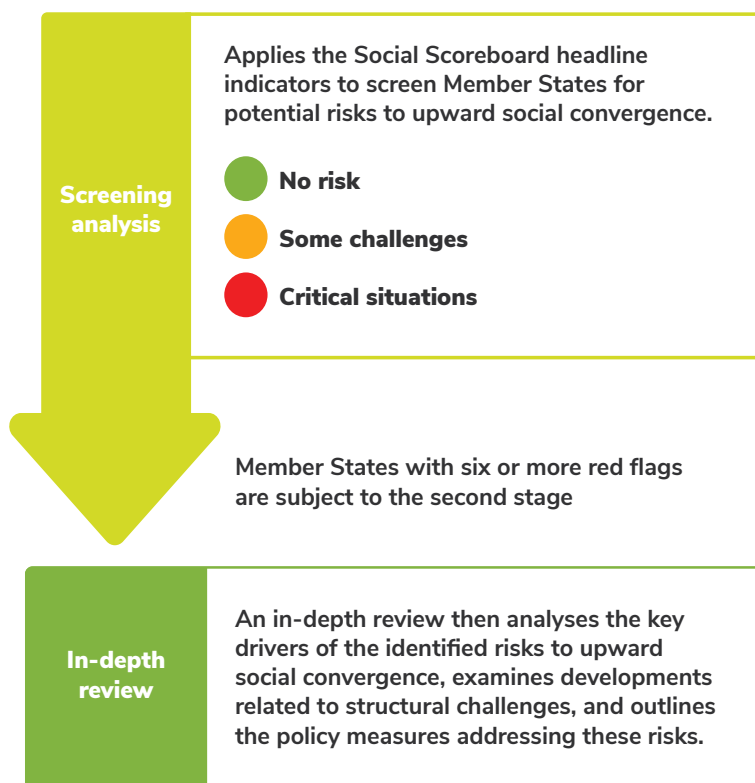 Applies the Social Scoreboard headline
indicators to screen Member States for
potential risks to upward social convergence.
Screening
analysis
No risk
Some challenges
Critical situations
Member States with six or more red flags
are subject to the second stage
In-depth
review
An in-depth review then analyses the key
drivers of the identified risks to upward
social convergence, examines developments
related to structural challenges, and outlines
the policy measures addressing these risks.